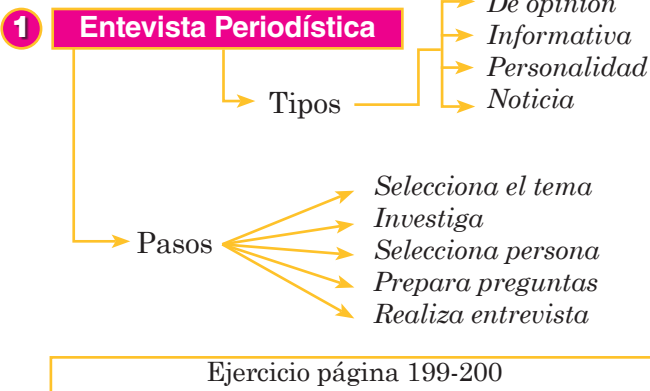 1 Entevista Periodística
De opinión
Informativa
Personalidad
Noticia
Tipos
Pasos
Selecciona el tema
Investiga
Selecciona persona
Prepara preguntas
Realiza entrevista
Ejercicio página 199-200